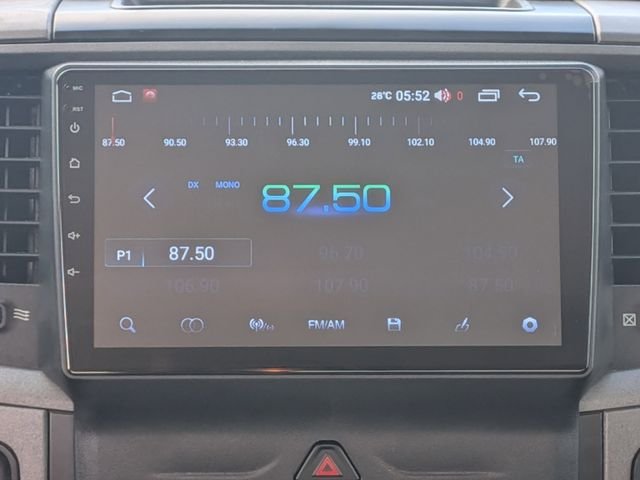 MIC
28°C 05:52 0
RST
87.50 90.50 93.30 96.30 99.10 102.10 104.90 107.90
TA
DX MONO
87.50
P1 87.50 96.70 104.50
106.90 107.90 87.50
FM/AM